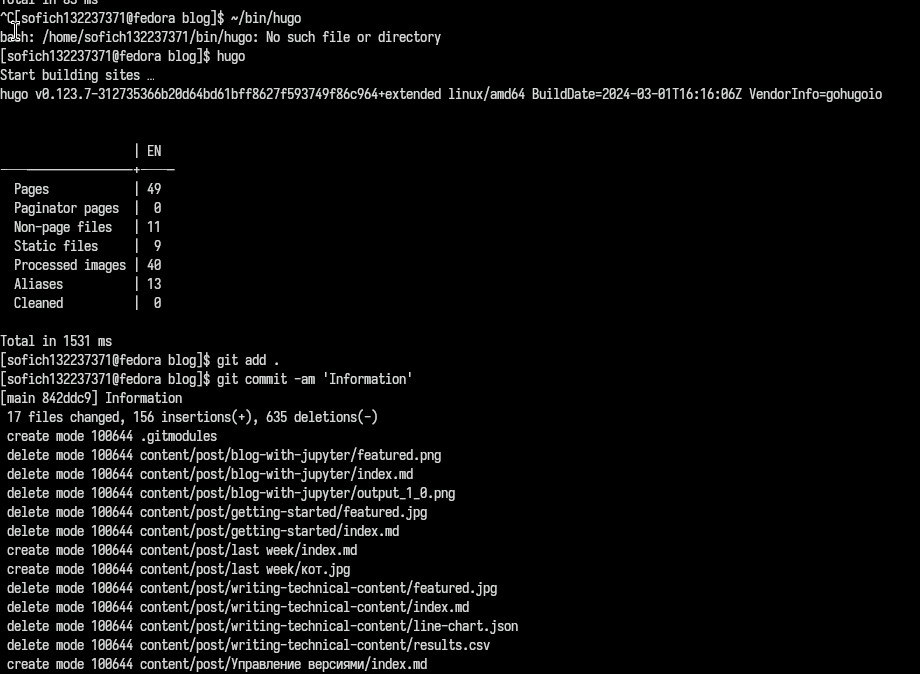 Total in 83 ms
^C[sofich132237371@fedora blog]$ ~/bin/hugo
bash: /home/sofich132237371/bin/hugo: No such file or directory
[sofich132237371@fedora blog]$ hugo
Start building sites …
hugo v0.123.7-312735366b20d64bd61bff8627f593749f86c964+extended linux/amd64 BuildDate=2024-03-01T16:16:06Z VendorInfo=gohugoio
| EN
-------------------+-----
Pages | 49
Paginator pages | 0
Non-page files | 11
Static files | 9
Processed images | 40
Aliases | 13
Cleaned | 0
Total in 1531 ms
[sofich132237371@fedora blog]$ git add .
[sofich132237371@fedora blog]$ git commit -am 'Information'
[main 842ddc9] Information
17 files changed, 156 insertions(+), 635 deletions(-)
create mode 100644 .gitmodules
delete mode 100644 content/post/blog-with-jupyter/featured.png
delete mode 100644 content/post/blog-with-jupyter/index.md
delete mode 100644 content/post/blog-with-jupyter/output_1_0.png
delete mode 100644 content/post/getting-started/featured.jpg
delete mode 100644 content/post/getting-started/index.md
create mode 100644 content/post/last week/index.md
create mode 100644 content/post/last week/кот.jpg
delete mode 100644 content/post/writing-technical-content/featured.jpg
delete mode 100644 content/post/writing-technical-content/index.md
delete mode 100644 content/post/writing-technical-content/line-chart.json
delete mode 100644 content/post/writing-technical-content/results.csv
create mode 100644 content/post/Управление версиями/index.md